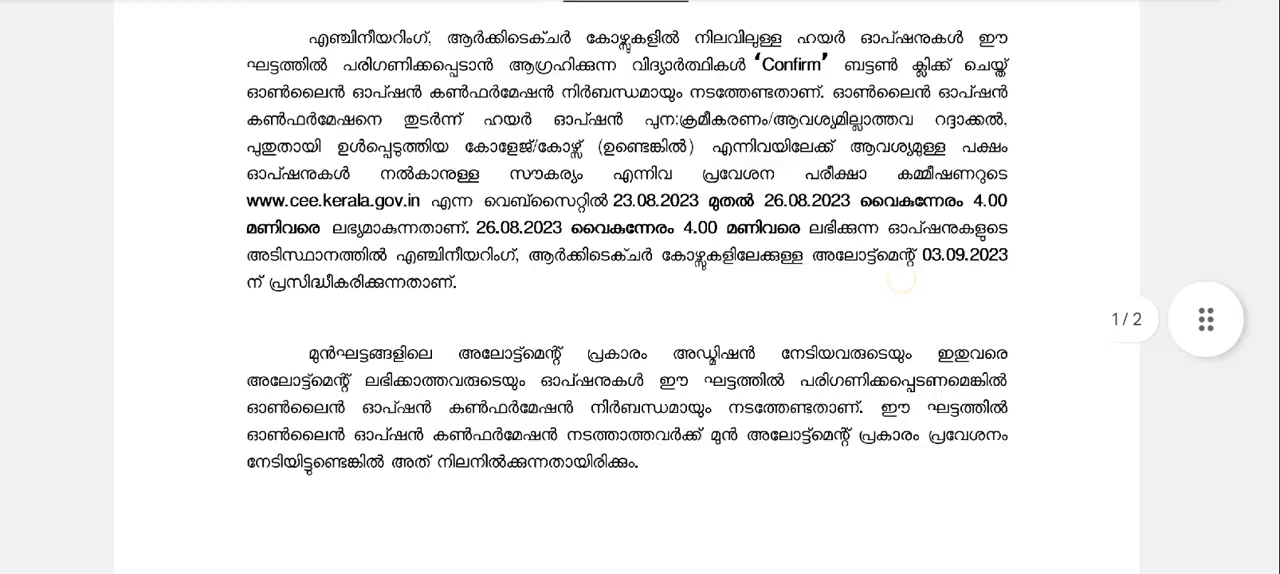 എഞ്ചിനീയറിംഗ്, ആർക്കിടെക്ചർ കോഴ്സുകളിൽ നിലവിലുള്ള ഹയർ ഓപ്ഷനുകൾ ഈ
ഘട്ടത്തിൽ പരിഗണിക്കപ്പെടാൻ ആഗ്രഹിക്കുന്ന വിദ്യാർത്ഥികൾ ‘Confirm’ ബട്ടൺ ക്ലിക്ക് ചെയ്ത്
ഓൺലൈൻ ഓപ്ഷൻ കൺഫർമേഷൻ നിർബന്ധമായും നടത്തേണ്ടതാണ്. ഓൺലൈൻ ഓപ്ഷൻ
കൺഫർമേഷനെ തുടർന്ന് ഹയർ ഓപ്ഷൻ പുന:ക്രമീകരണം/ആവശ്യമില്ലാത്തവ റദ്ദാക്കൽ,
പുതുതായി ഉൾപ്പെടുത്തിയ കോളേജ്/കോഴ്സ് (ഉണ്ടെങ്കിൽ) എന്നിവയിലേക്ക് ആവശ്യമുള്ള പക്ഷം
ഓപ്ഷനുകൾ നൽകാനുള്ള സൗകര്യം എന്നിവ പ്രവേശന പരീക്ഷാ കമ്മീഷണറുടെ
www.cee.kerala.gov.in എന്ന വെബ്സൈറ്റിൽ 23.08.2023 മുതൽ 26.08.2023 വൈകുന്നേരം 4.00
മണിവരെ ലഭ്യമാകുന്നതാണ്. 26.08.2023 വൈകുന്നേരം 4.00 മണിവരെ ലഭിക്കുന്ന ഓപ്ഷനുകളുടെ
അടിസ്ഥാനത്തിൽ എഞ്ചിനീയറിംഗ്, ആർക്കിടെക്ചർ കോഴ്സുകളിലേക്കുള്ള അലോട്ട്മെന്റ് 03.09.2023
ന് പ്രസിദ്ധീകരിക്കുന്നതാണ്.
1 / 2
മുൻഘട്ടങ്ങളിലെ അലോട്ട്മെന്റ് പ്രകാരം അഡ്മിഷൻ നേടിയവരുടെയും ഇതുവരെ
അലോട്ട്മെന്റ് ലഭിക്കാത്തവരുടെയും ഓപ്ഷനുകൾ ഈ ഘട്ടത്തിൽ പരിഗണിക്കപ്പെടണമെങ്കിൽ
ഓൺലൈൻ ഓപ്ഷൻ കൺഫർമേഷൻ നിർബന്ധമായും നടത്തേണ്ടതാണ്. ഈ ഘട്ടത്തിൽ
ഓൺലൈൻ ഓപ്ഷൻ കൺഫർമേഷൻ നടത്താത്തവർക്ക് മുൻ അലോട്ട്മെന്റ് പ്രകാരം പ്രവേശനം
നേടിയിട്ടുണ്ടെങ്കിൽ അത് നിലനിൽക്കുന്നതായിരിക്കും.